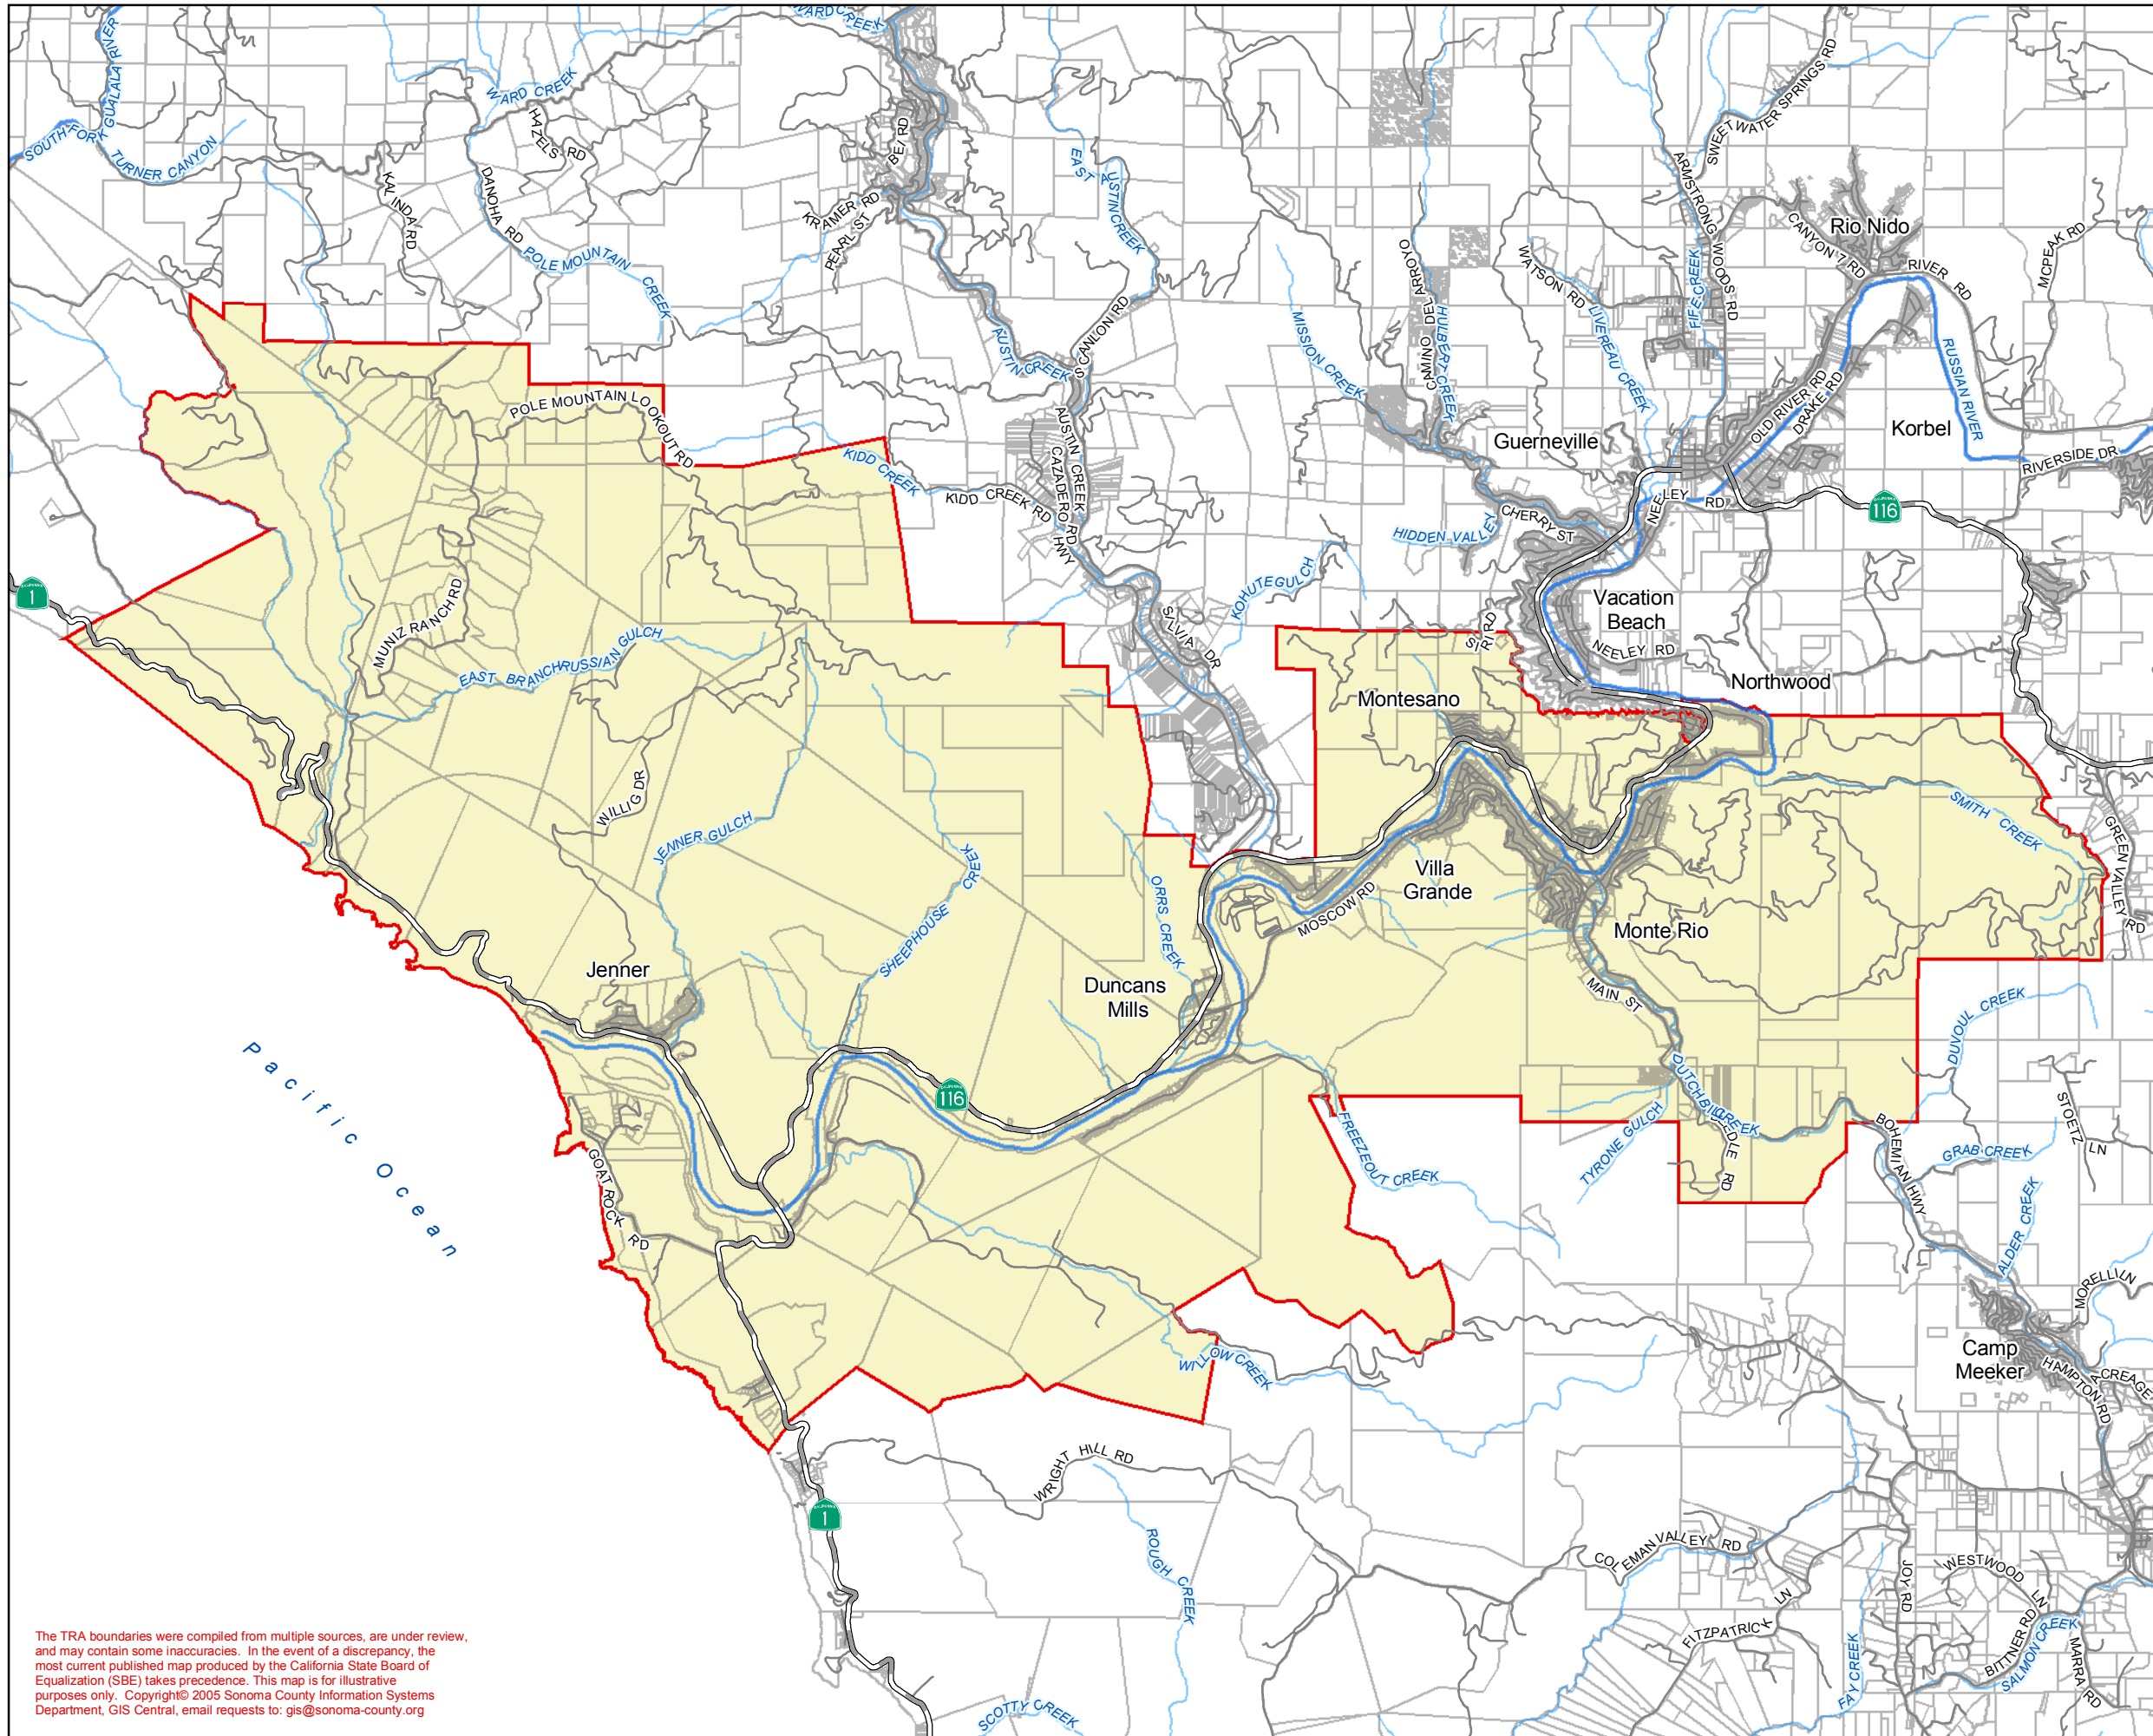 WARD CREEK
SOUTH FORK GUALALA RIVER
TURNER CANYON
WARD CREEK
HAZELS RD
KALINDA RD
DANOHA RD
POLE MOUNTAIN CREEK
BEI RD
KRAMER RD
PEARL ST
EAST AUSTIN CREEK
AUSTIN CREEK
SCANLON RD
SWEETWATER SPRINGS RD
ARMSTRONG WOODS RD
CANYON 7 RD
Rio Nido
RIVER RD
MCPEAK RD
CAMINO DEL ARROYO
HULBERT CREEK
MISSION CREEK
WATSON RD
LIVEREAU CREEK
FIFE CREEK
OLD RIVER RD
DRAKE RD
RUSSIAN RIVER
Korbel
RIVERSIDE DR
Guerneville
NEELEY RD
116
POLE MOUNTAIN LOOKOUT RD
KIDD CREEK
KIDD CREEK RD
AUSTIN CREEK RD
CAZADERO HWY
HIDDEN VALLEY
CHERRY ST
KOHUTE GULCH
SYLVIA DR
SIRI RD
Vacation
Beach
NEELEY RD
Northwood
1
MUNIZ RANCH RD
EAST BRANCH RUSSIAN GULCH
Montesano
WILLIG DR
JENNER GULCH
SHEEPHOUSE CREEK
ORRS CREEK
Villa
Grande
MOSCOW RD
SMITH CREEK
GREEN VALLEY RD
Monte Rio
MAIN ST
Jenner
Duncans
Mills
116
DUVOUL CREEK
DUTCH BILL CREEK
TYRONE GULCH
FREEZEOUT CREEK
BOHEMIAN HWY
STOETZ LN
GRAB CREEK
ALDER CREEK
Pacific Ocean
GOAT ROCK RD
WILLOW CREEK
MORELLI LN
Camp
Meeker
HAMPTON RD
ACREAGE
WRIGHT HILL RD
1
ROUGH CREEK
COLEMAN VALLEY RD
FITZPATRICK LN
JOY RD
WESTWOOD LN
BITTNER RD
SALMON CREEK
MARRA RD
FAY CREEK
SCOTTY CREEK
The TRA boundaries were compiled from multiple sources, are under review,
and may contain some inaccuracies. In the event of a discrepancy, the
most current published map produced by the California State Board of
Equalization (SBE) takes precedence. This map is for illustrative
purposes only. Copyright© 2005 Sonoma County Information Systems
Department, GIS Central, email requests to: gis@sonoma-county.org